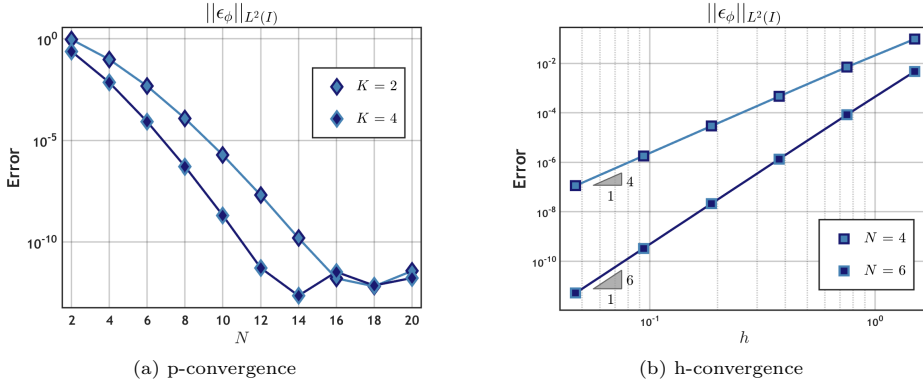 ||ϵ_ϕ||_{L²(I)}
10^0
10^{-5}
10^{-10}
Error
K = 2
K = 4
2 4 6 8 10 12 14 16 18 20
N
(a) p-convergence
||ϵ_ϕ||_{L²(I)}
10^{-2}
10^{-4}
10^{-6}
10^{-8}
10^{-10}
Error
4
1
6
1
N = 4
N = 6
10^{-1} 10^0
h
(b) h-convergence